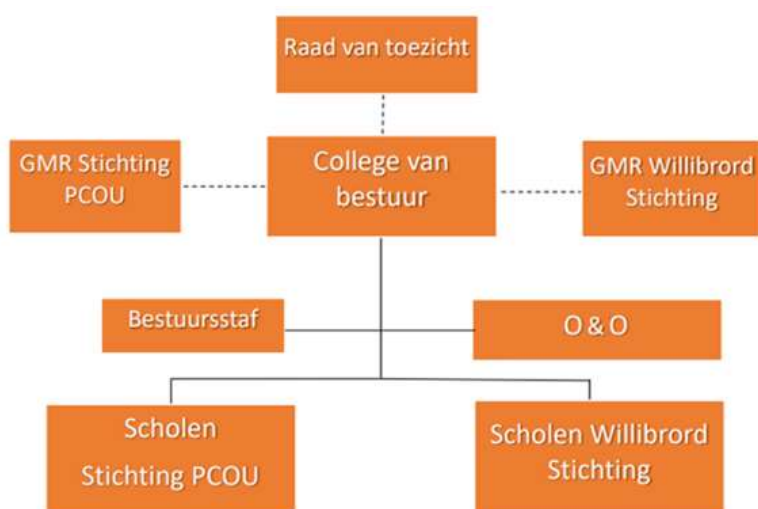 Raad van toezicht
GMR Stichting
PCOU
College van
bestuur
GMR Willibrord
Stichting
Bestuursstaf
O & O
Scholen
Stichting PCOU
Scholen Willibrord
Stichting